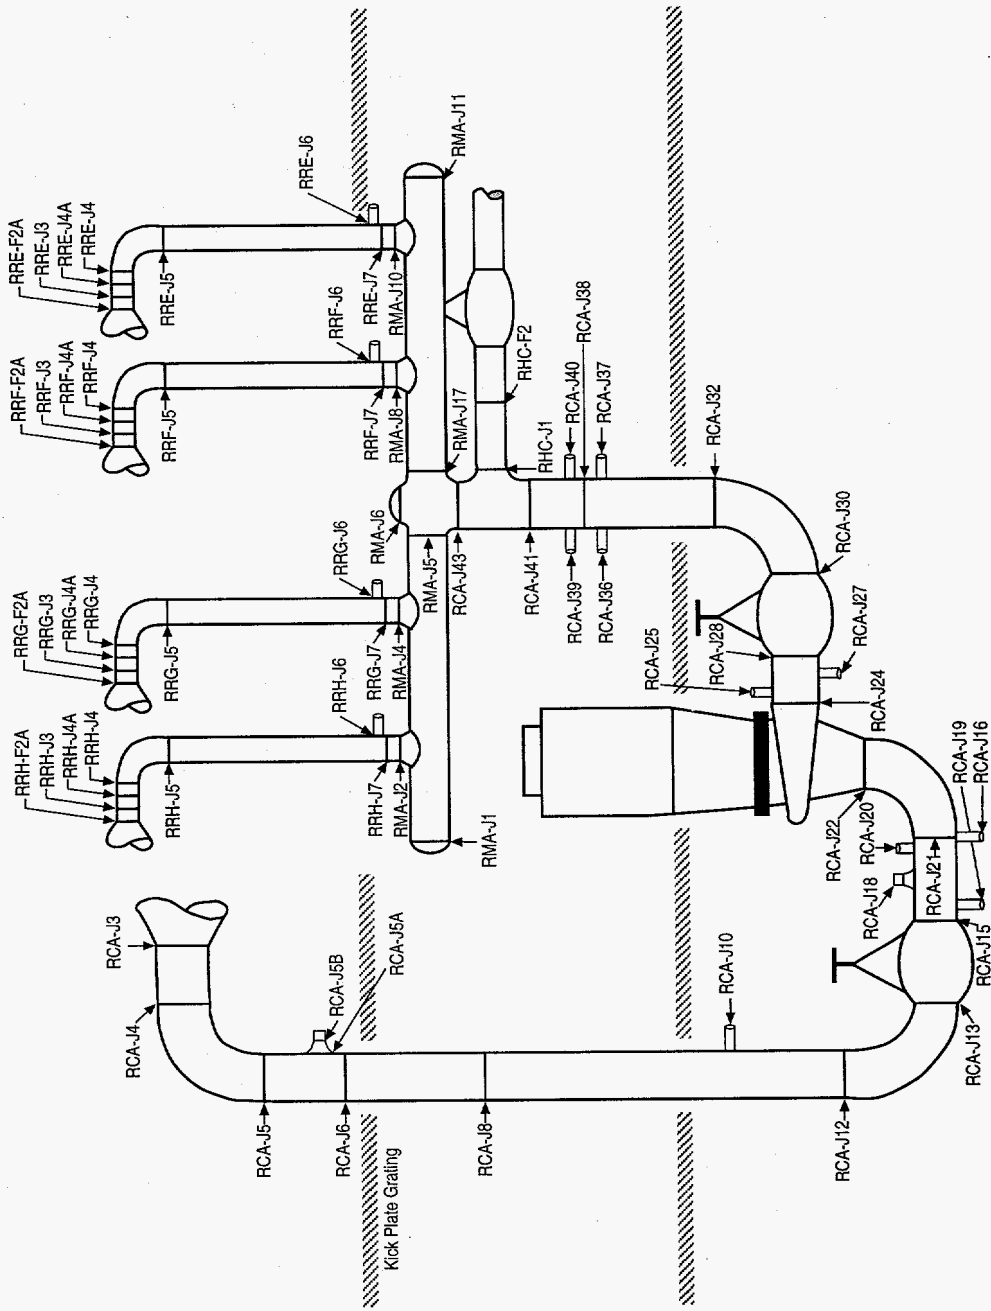 RRE-F2A
RRE-J3
RRE-J4A
RRE-J4
RRE-J5
RRE-J6
RRE-J7
RMA-J10
RMA-J11
RRF-F2A
RRF-J3
RRF-J4A
RRF-J4
RRF-J5
RRF-J6
RRF-J7
RMA-J8
RMA-J17
RHC-F2
RHC-J1
RCA-J38
RCA-J40
RCA-J37
RCA-J32
RMA-J6
RMA-J5
RCA-J43
RCA-J41
RCA-J39
RCA-J36
RCA-J30
RRG-F2A
RRG-J3
RRG-J4A
RRG-J4
RRG-J5
RRG-J6
RRG-J7
RMA-J4
RCA-J25
RCA-J28
RCA-J27
RCA-J24
RRH-F2A
RRH-J3
RRH-J4A
RRH-J4
RRH-J5
RRH-J6
RRH-J7
RMA-J2
RMA-J1
RCA-J22
RCA-J20
RCA-J19
RCA-J16
RCA-J18
RCA-J21
RCA-J15
RCA-J3
RCA-J4
RCA-J5B
RCA-J5A
RCA-J10
RCA-J13
RCA-J5
RCA-J6
RCA-J8
RCA-J12
Kick Plate Grating